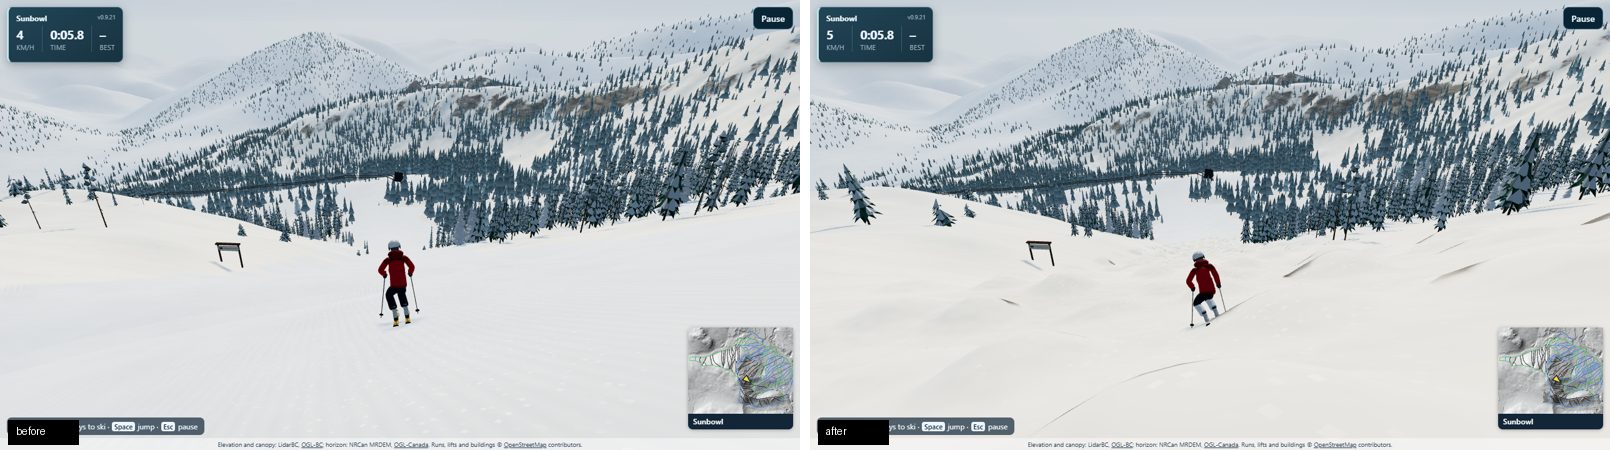 Sunbowl v0.9.21
4 0:05.8 –
KM/H TIME BEST
Pause
ys to ski · Space jump · Esc pause
before
Sunbowl
Elevation and canopy: LidarBC, OGL-BC; horizon: NRCan MRDEM, OGL-Canada. Runs, lifts and buildings © OpenStreetMap contributors.
Sunbowl v0.9.21
5 0:05.8 –
KM/H TIME BEST
Pause
ys to ski · Space jump · Esc pause
after
Sunbowl
Elevation and canopy: LidarBC, OGL-BC; horizon: NRCan MRDEM, OGL-Canada. Runs, lifts and buildings © OpenStreetMap contributors.